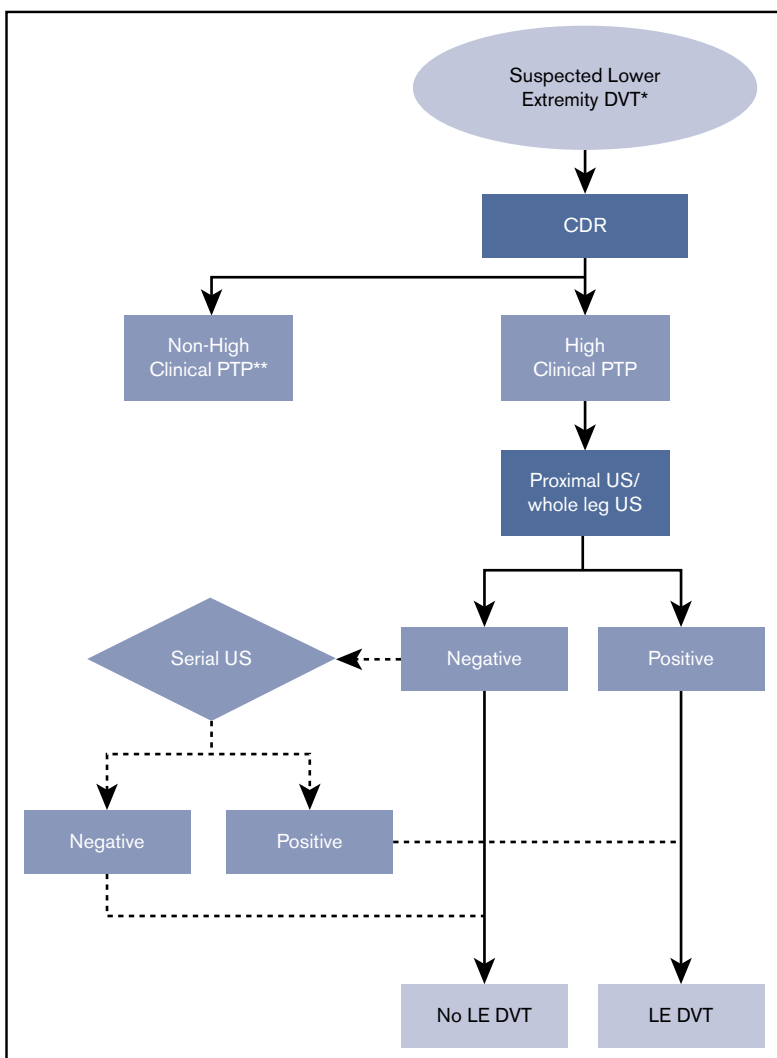 Suspected Lower
Extremity DVT*
CDR
Non-High
Clinical PTP**
High
Clinical PTP
Proximal US/
whole leg US
Serial US
Negative
Positive
Negative
Positive
No LE DVT
LE DVT